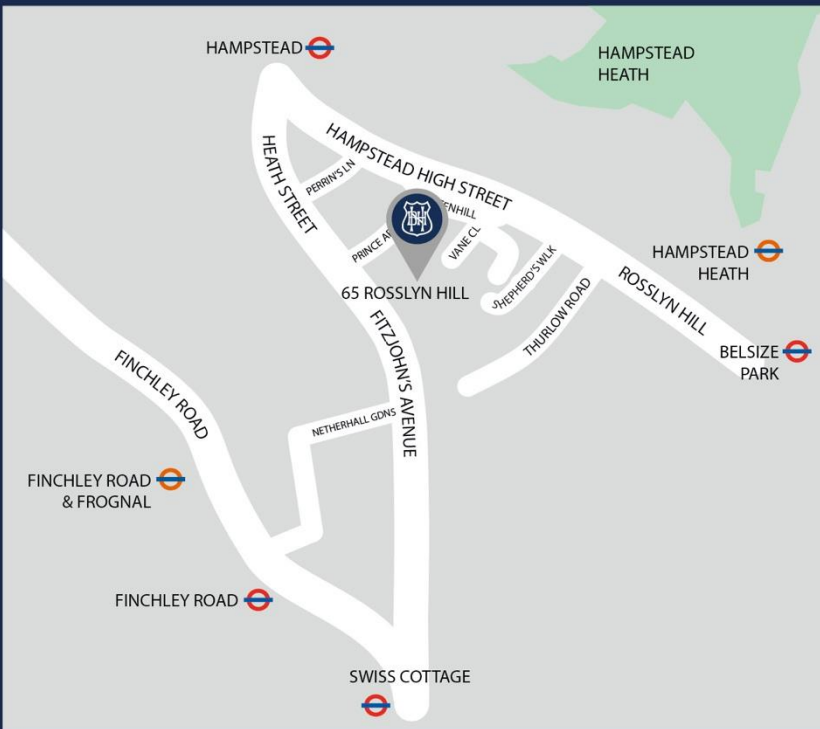 HAMPSTEAD
HAMPSTEAD
HEATH
HAMPSTEAD HIGH STREET
HEATH STREET
PERRIN'S LN
ENHILL
PRINCE AR
VANE CL
SHEPHERD'S WLK
HAMPSTEAD
HEATH
65 ROSSLYN HILL
ROSSLYN HILL
THURLOW ROAD
FITZJOHN'S AVENUE
BELSIZE
PARK
FINCHLEY ROAD
NETHERHALL GDNS
FINCHLEY ROAD
& FROGNAL
FINCHLEY ROAD
SWISS COTTAGE